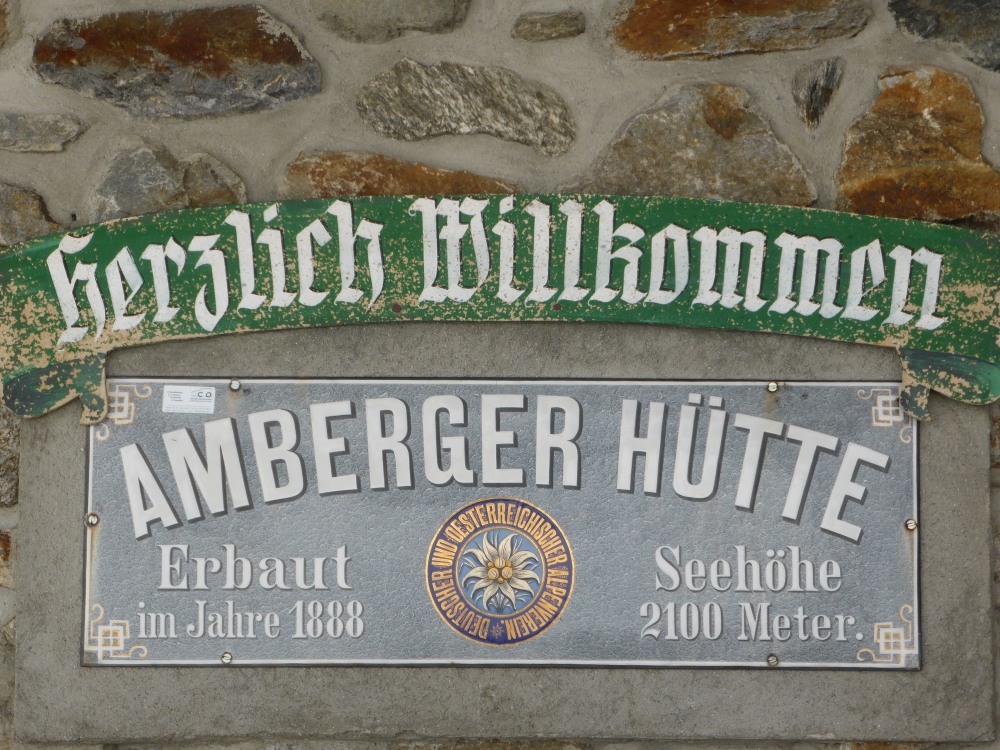 Herzlich Willkommen
AMBERGER HÜTTE
Erbaut
im Jahre 1888
DEUTSCHER UND OESTERREICHISCHER ALPENVEREIN.
Seehöhe
2100 Meter.